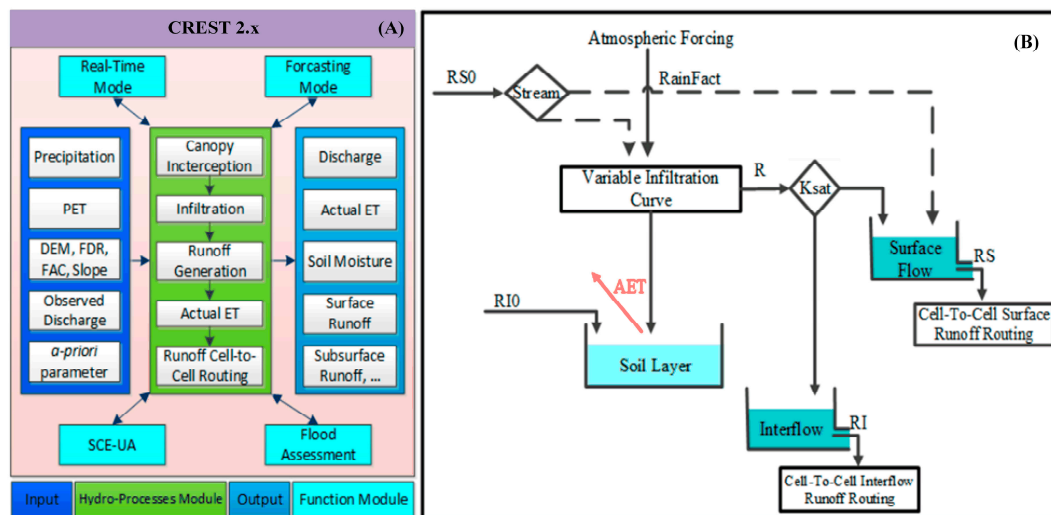 CREST 2.x
(A)
Real-Time
Mode
Forcasting
Mode
Precipitation
PET
DEM, FDR,
FAC, Slope
Observed
Discharge
a-priori
parameter
Canopy
Incterception
Infiltration
Runoff
Generation
Actual ET
Runoff Cell-to-
Cell Routing
Discharge
Actual ET
Soil Moisture
Surface
Runoff
Subsurface
Runoff, ...
SCE-UA
Flood
Assessment
Input
Hydro-Processes Module
Output
Function Module
(B)
Atmospheric Forcing
RS0
Stream
RainFact
Variable Infiltration
Curve
R
Ksat
Surface
Flow
RS
Cell-To-Cell Surface
Runoff Routing
AET
RI0
Soil Layer
Interflow
RI
Cell-To-Cell Interflow
Runoff Routing